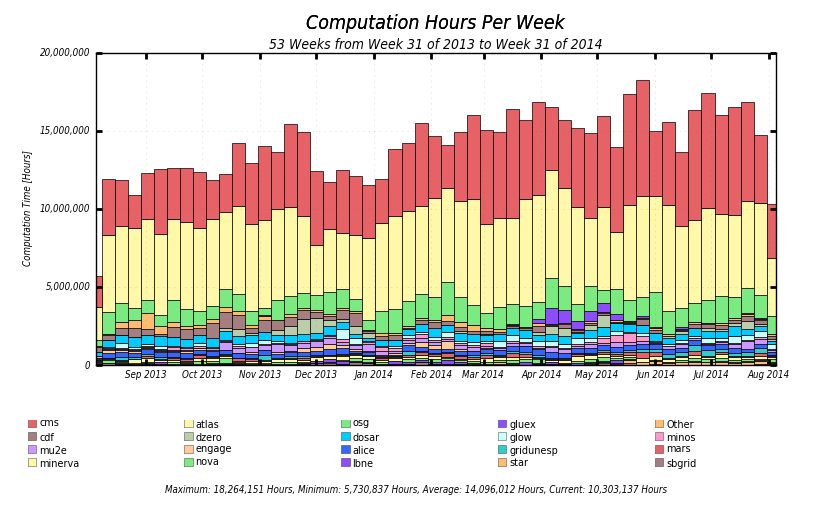 Computation Hours Per Week
53 Weeks from Week 31 of 2013 to Week 31 of 2014
20,000,000
15,000,000
10,000,000
5,000,000
0
Computation Time [Hours]
Sep 2013 Oct 2013 Nov 2013 Dec 2013 Jan 2014 Feb 2014 Mar 2014 Apr 2014 May 2014 Jun 2014 Jul 2014 Aug 2014
cms atlas osg gluex Other
cdf dzero dosar glow minos
mu2e engage alice gridunesp mars
minerva nova lbne star sbgrid
Maximum: 18,264,151 Hours, Minimum: 5,730,837 Hours, Average: 14,096,012 Hours, Current: 10,303,137 Hours